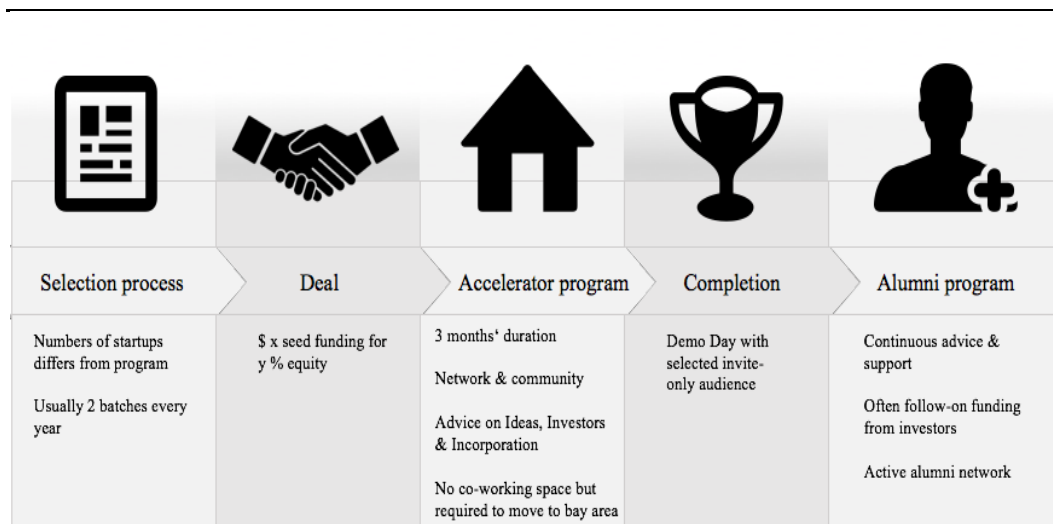 Selection process
Deal
Accelerator program
Completion
Alumni program
Numbers of startups
differs from program
Usually 2 batches every
year
$ x seed funding for
y % equity
3 months‘ duration
Network & community
Advice on Ideas, Investors
& Incorporation
No co-working space but
required to move to bay area
Demo Day with
selected invite-
only audience
Continuous advice &
support
Often follow-on funding
from investors
Active alumni network